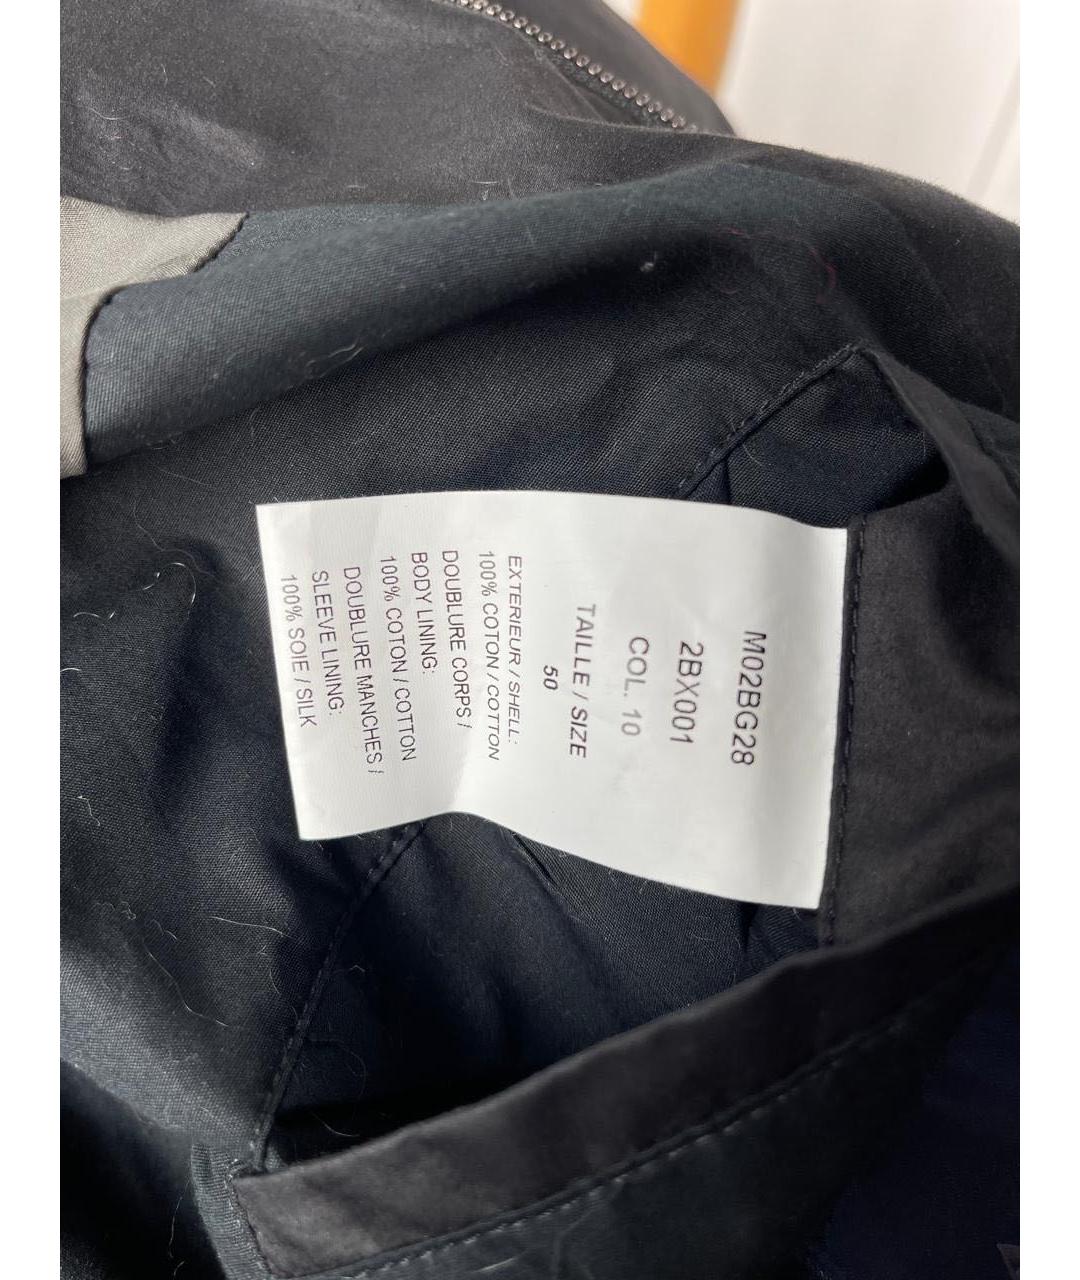 M02BG28
2BX001
COL. 10
TAILLE / SIZE
50
EXTERIEUR / SHELL:
100% COTON / COTTON
DOUBLURE CORPS /
BODY LINING:
100% COTON / COTTON
DOUBLURE MANCHES /
SLEEVE LINING:
100% SOIE / SILK